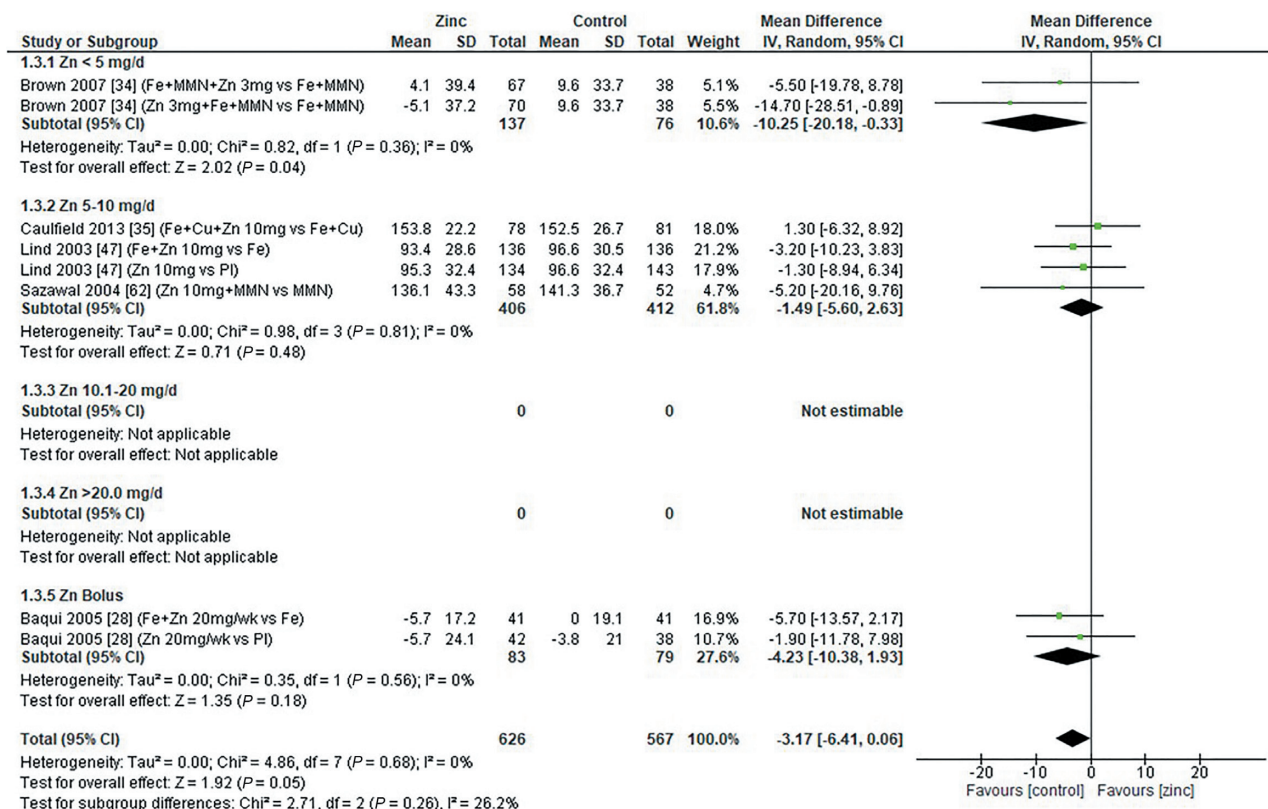 Zinc Control Mean Difference Mean Difference
Study or Subgroup Mean SD Total Mean SD Total Weight IV, Random, 95% CI IV, Random, 95% CI
1.3.1 Zn < 5 mg/d
Brown 2007 [34] (Fe+MMN+Zn 3mg vs Fe+MMN) 4.1 39.4 67 9.6 33.7 38 5.1% -5.50 [-19.78, 8.78]
Brown 2007 [34] (Zn 3mg+Fe+MMN vs Fe+MMN) -5.1 37.2 70 9.6 33.7 38 5.5% -14.70 [-28.51, -0.89]
Subtotal (95% CI) 137 76 10.6% -10.25 [-20.18, -0.33]
Heterogeneity: Tau² = 0.00; Chi² = 0.82, df = 1 (P = 0.36); I² = 0%
Test for overall effect: Z = 2.02 (P = 0.04)
1.3.2 Zn 5-10 mg/d
Caulfield 2013 [35] (Fe+Cu+Zn 10mg vs Fe+Cu) 153.8 22.2 78 152.5 26.7 81 18.0% 1.30 [-6.32, 8.92]
Lind 2003 [47] (Fe+Zn 10mg vs Fe) 93.4 28.6 136 96.6 30.5 136 21.2% -3.20 [-10.23, 3.83]
Lind 2003 [47] (Zn 10mg vs Pl) 95.3 32.4 134 96.6 32.4 143 17.9% -1.30 [-8.94, 6.34]
Sazawal 2004 [62] (Zn 10mg+MMN vs MMN) 136.1 43.3 58 141.3 36.7 52 4.7% -5.20 [-20.16, 9.76]
Subtotal (95% CI) 406 412 61.8% -1.49 [-5.60, 2.63]
Heterogeneity: Tau² = 0.00; Chi² = 0.98, df = 3 (P = 0.81); I² = 0%
Test for overall effect: Z = 0.71 (P = 0.48)
1.3.3 Zn 10.1-20 mg/d
Subtotal (95% CI) 0 0 Not estimable
Heterogeneity: Not applicable
Test for overall effect: Not applicable
1.3.4 Zn >20.0 mg/d
Subtotal (95% CI) 0 0 Not estimable
Heterogeneity: Not applicable
Test for overall effect: Not applicable
1.3.5 Zn Bolus
Baqui 2005 [28] (Fe+Zn 20mg/wk vs Fe) -5.7 17.2 41 0 19.1 41 16.9% -5.70 [-13.57, 2.17]
Baqui 2005 [28] (Zn 20mg/wk vs Pl) -5.7 24.1 42 -3.8 21 38 10.7% -1.90 [-11.78, 7.98]
Subtotal (95% CI) 83 79 27.6% -4.23 [-10.38, 1.93]
Heterogeneity: Tau² = 0.00; Chi² = 0.35, df = 1 (P = 0.56); I² = 0%
Test for overall effect: Z = 1.35 (P = 0.18)
Total (95% CI) 626 567 100.0% -3.17 [-6.41, 0.06]
Heterogeneity: Tau² = 0.00; Chi² = 4.86, df = 7 (P = 0.68); I² = 0%
Test for overall effect: Z = 1.92 (P = 0.05)
Test for subgroup differences: Chi² = 2.71, df = 2 (P = 0.26), I² = 26.2%
-20 -10 0 10 20
Favours [control] Favours [zinc]